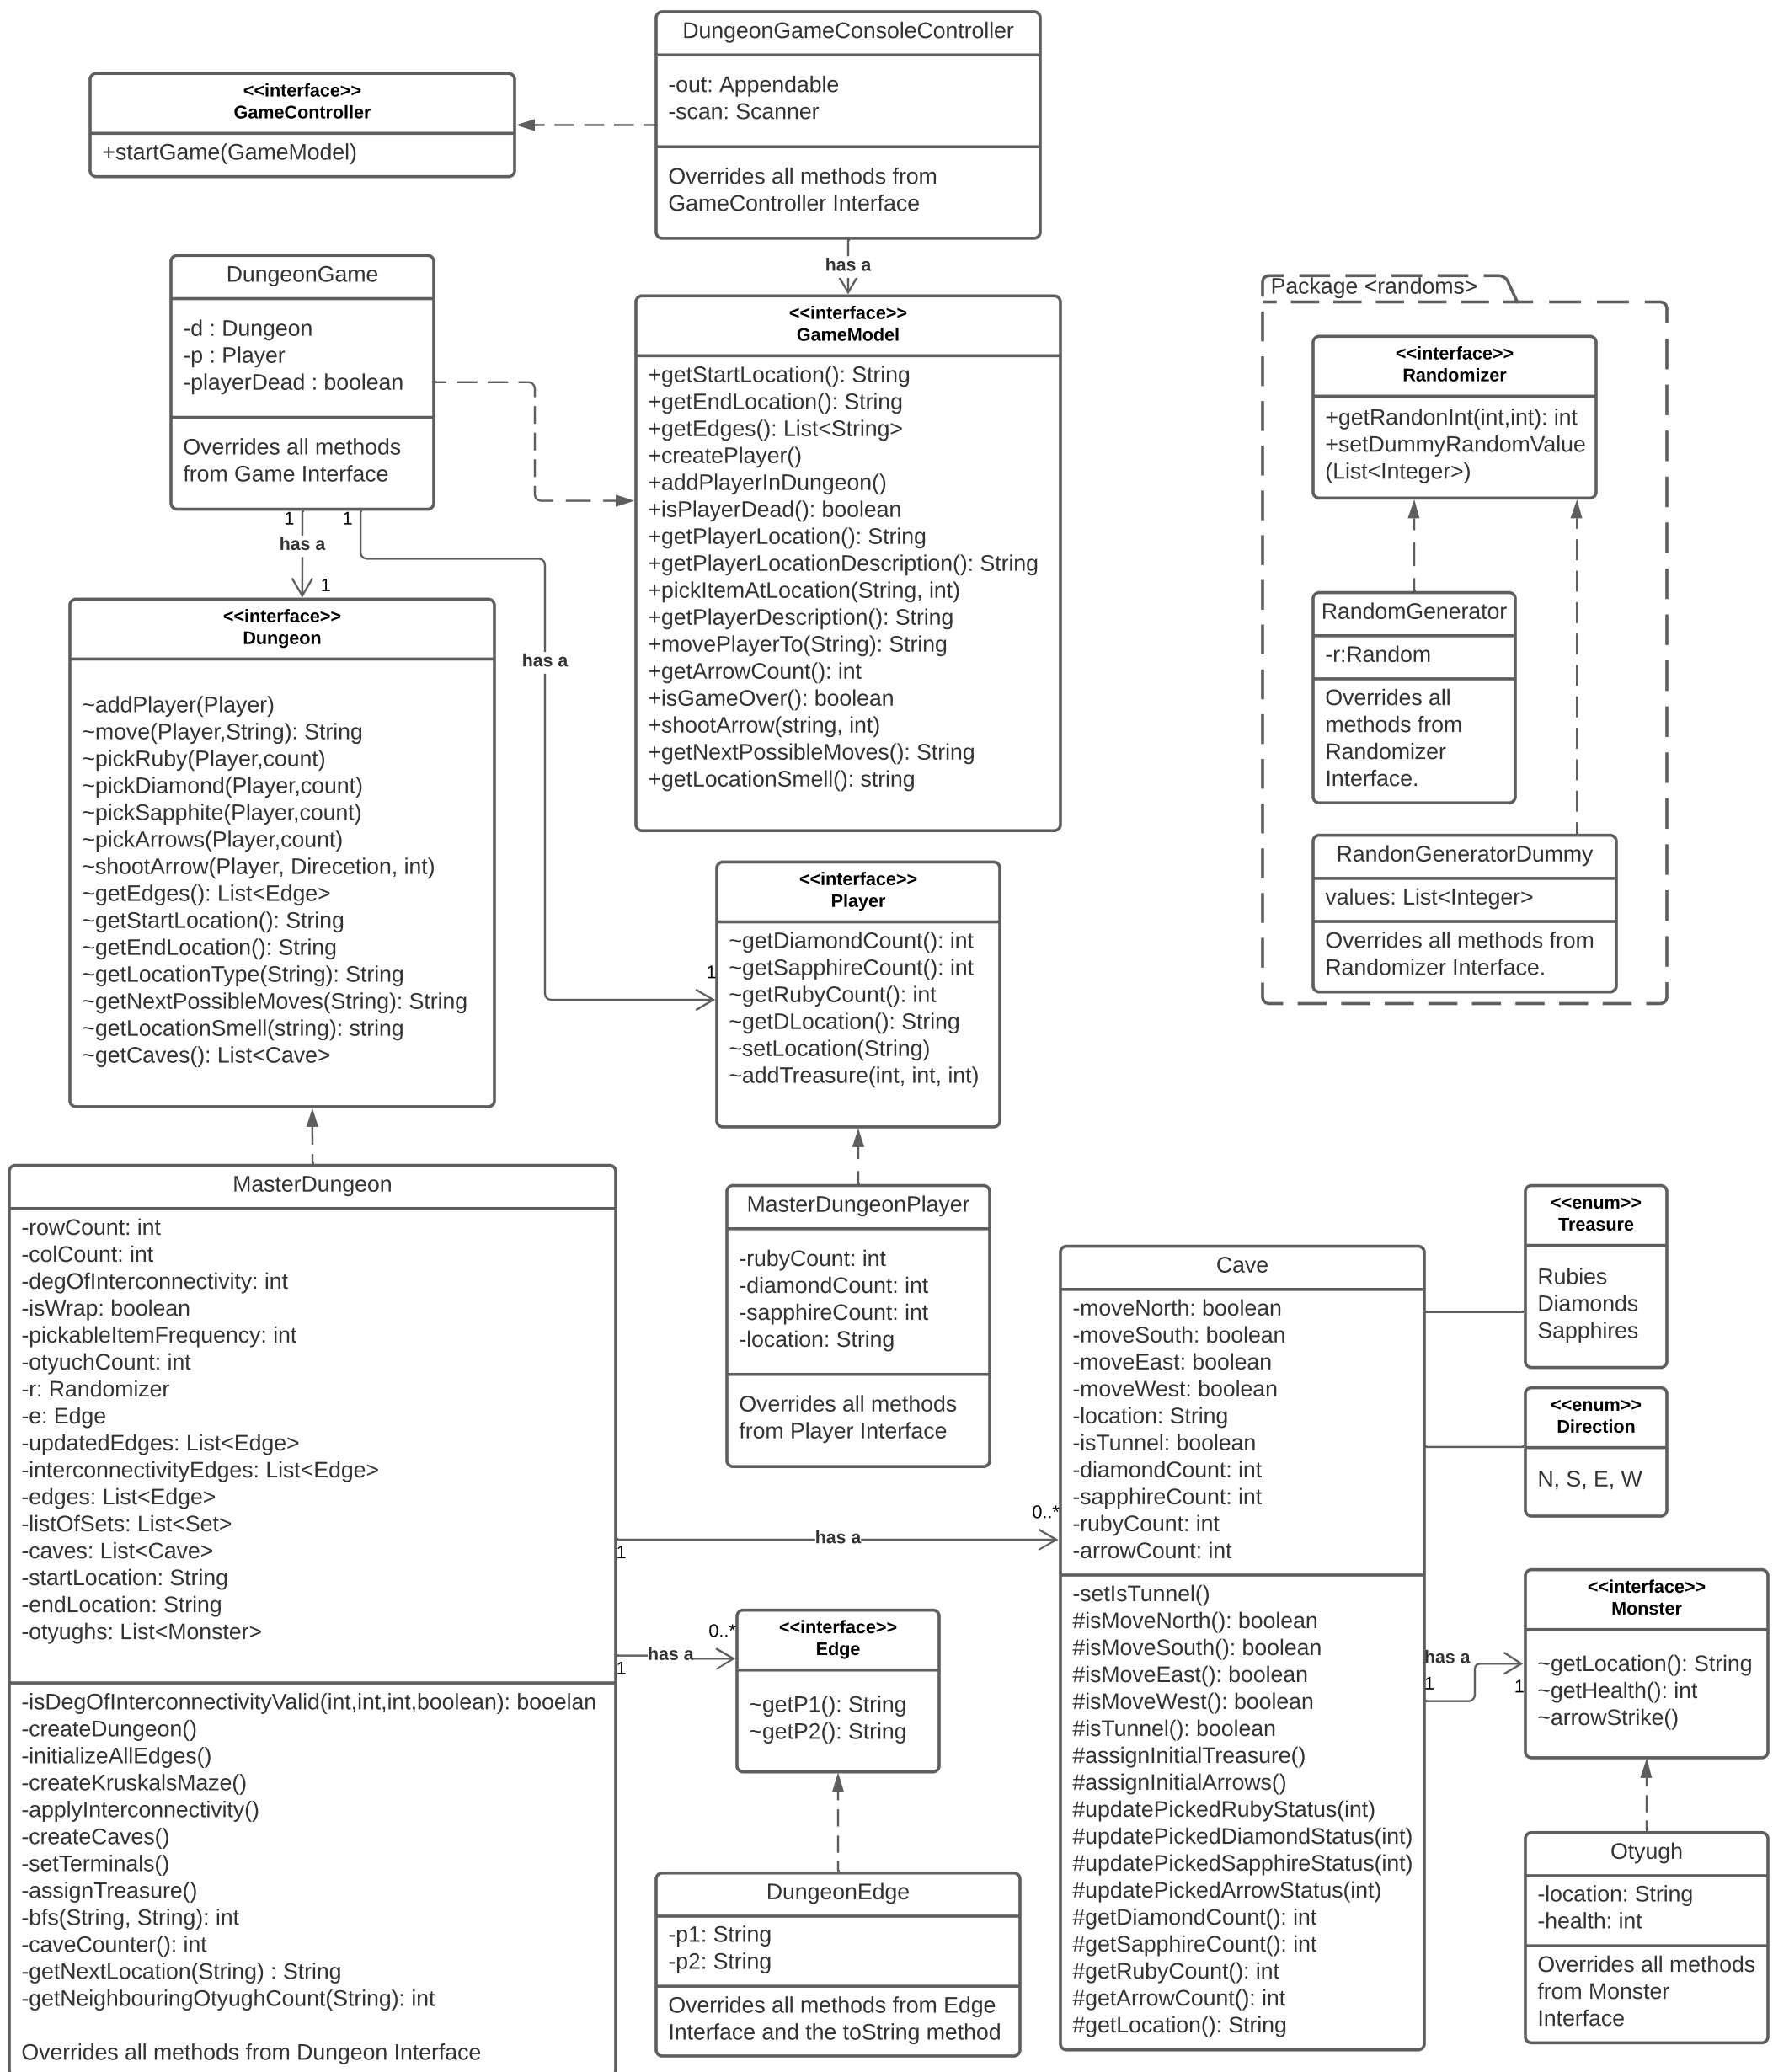 DungeonGameConsoleController
-out: Appendable
-scan: Scanner
Overrides all methods from
GameController Interface
<<interface>>
GameController
+startGame(GameModel)
has a
DungeonGame
-d : Dungeon
-p : Player
-playerDead : boolean
Overrides all methods
from Game Interface
1
1
has a
1
has a
1
<<interface>>
GameModel
+getStartLocation(): String
+getEndLocation(): String
+getEdges(): List<String>
+createPlayer()
+addPlayerInDungeon()
+isPlayerDead(): boolean
+getPlayerLocation(): String
+getPlayerLocationDescription(): String
+pickItemAtLocation(String, int)
+getPlayerDescription(): String
+movePlayerTo(String): String
+getArrowCount(): int
+isGameOver(): boolean
+shootArrow(string, int)
+getNextPossibleMoves(): String
+getLocationSmell(): string
Package <randoms>
<<interface>>
Randomizer
+getRandonInt(int,int): int
+setDummyRandomValue
(List<Integer>)
RandomGenerator
-r:Random
Overrides all
methods from
Randomizer
Interface.
RandonGeneratorDummy
values: List<Integer>
Overrides all methods from
Randomizer Interface.
<<interface>>
Dungeon
~addPlayer(Player)
~move(Player,String): String
~pickRuby(Player,count)
~pickDiamond(Player,count)
~pickSapphite(Player,count)
~pickArrows(Player,count)
~shootArrow(Player, Direcetion, int)
~getEdges(): List<Edge>
~getStartLocation(): String
~getEndLocation(): String
~getLocationType(String): String
~getNextPossibleMoves(String): String
~getLocationSmell(string): string
~getCaves(): List<Cave>
<<interface>>
Player
~getDiamondCount(): int
~getSapphireCount(): int
~getRubyCount(): int
~getDLocation(): String
~setLocation(String)
~addTreasure(int, int, int)
MasterDungeon
-rowCount: int
-colCount: int
-degOfInterconnectivity: int
-isWrap: boolean
-pickableItemFrequency: int
-otyuchCount: int
-r: Randomizer
-e: Edge
-updatedEdges: List<Edge>
-interconnectivityEdges: List<Edge>
-edges: List<Edge>
-listOfSets: List<Set>
-caves: List<Cave>
-startLocation: String
-endLocation: String
-otyughs: List<Monster>
-isDegOfInterconnectivityValid(int,int,int,boolean): booelan
-createDungeon()
-initializeAllEdges()
-createKruskalsMaze()
-applyInterconnectivity()
-createCaves()
-setTerminals()
-assignTreasure()
-bfs(String, String): int
-caveCounter(): int
-getNextLocation(String) : String
-getNeighbouringOtyughCount(String): int
Overrides all methods from Dungeon Interface
MasterDungeonPlayer
-rubyCount: int
-diamondCount: int
-sapphireCount: int
-location: String
Overrides all methods
from Player Interface
1
has a
0..*
1
has a
0..*
<<interface>>
Edge
~getP1(): String
~getP2(): String
DungeonEdge
-p1: String
-p2: String
Overrides all methods from Edge
Interface and the toString method
Cave
-moveNorth: boolean
-moveSouth: boolean
-moveEast: boolean
-moveWest: boolean
-location: String
-isTunnel: boolean
-diamondCount: int
-sapphireCount: int
-rubyCount: int
-arrowCount: int
-setIsTunnel()
#isMoveNorth(): boolean
#isMoveSouth(): boolean
#isMoveEast(): boolean
#isMoveWest(): boolean
#isTunnel(): boolean
#assignInitialTreasure()
#assignInitialArrows()
#updatePickedRubyStatus(int)
#updatePickedDiamondStatus(int)
#updatePickedSapphireStatus(int)
#updatePickedArrowStatus(int)
#getDiamondCount(): int
#getSapphireCount(): int
#getRubyCount(): int
#getArrowCount(): int
#getLocation(): String
<<enum>>
Treasure
Rubies
Diamonds
Sapphires
<<enum>>
Direction
N, S, E, W
has a
1
1
<<interface>>
Monster
~getLocation(): String
~getHealth(): int
~arrowStrike()
Otyugh
-location: String
-health: int
Overrides all methods
from Monster
Interface